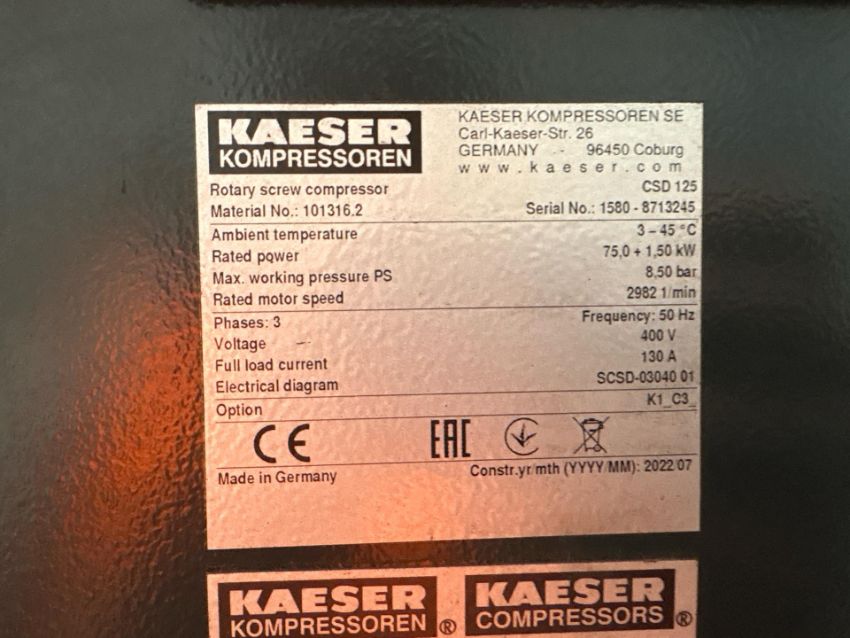 KAESER
KOMPRESSOREN
KAESER KOMPRESSOREN SE
Carl-Kaeser-Str. 26
GERMANY - 96450 Coburg
www.kaeser.com
Rotary screw compressor CSD 125
Material No.: 101316.2 Serial No.: 1580 - 8713245
Ambient temperature 3 – 45 °C
Rated power 75,0 + 1,50 kW
Max. working pressure PS 8,50 bar
Rated motor speed 2982 1/min
Phases: 3 Frequency: 50 Hz
Voltage 400 V
Full load current 130 A
Electrical diagram SCSD-03040 01
Option K1_C3_
CE EAC
Made in Germany Constr.yr/mth (YYYY/MM): 2022/07
KAESER KAESER
KOMPRESSOREN® COMPRESSORS®